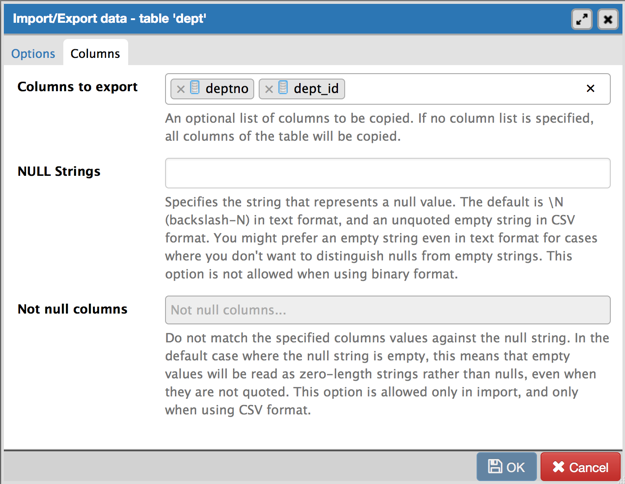 Import/Export data - table 'dept'
Options Columns
Columns to export
deptno dept_id
An optional list of columns to be copied. If no column list is specified,
all columns of the table will be copied.
NULL Strings
Specifies the string that represents a null value. The default is \N
(backslash-N) in text format, and an unquoted empty string in CSV
format. You might prefer an empty string even in text format for cases
where you don't want to distinguish nulls from empty strings. This
option is not allowed when using binary format.
Not null columns
Not null columns...
Do not match the specified columns values against the null string. In the
default case where the null string is empty, this means that empty
values will be read as zero-length strings rather than nulls, even when
they are not quoted. This option is allowed only in import, and only
when using CSV format.
OK Cancel